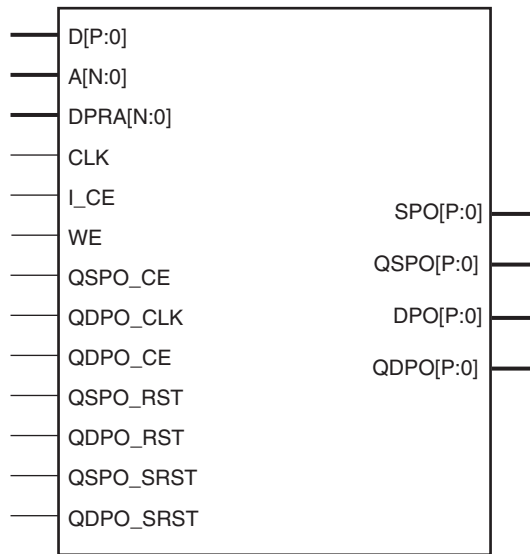 D[P:0]
A[N:0]
DPRA[N:0]
CLK
I_CE
WE
QSPO_CE
QDPO_CLK
QDPO_CE
QSPO_RST
QDPO_RST
QSPO_SRST
QDPO_SRST
SPO[P:0]
QSPO[P:0]
DPO[P:0]
QDPO[P:0]